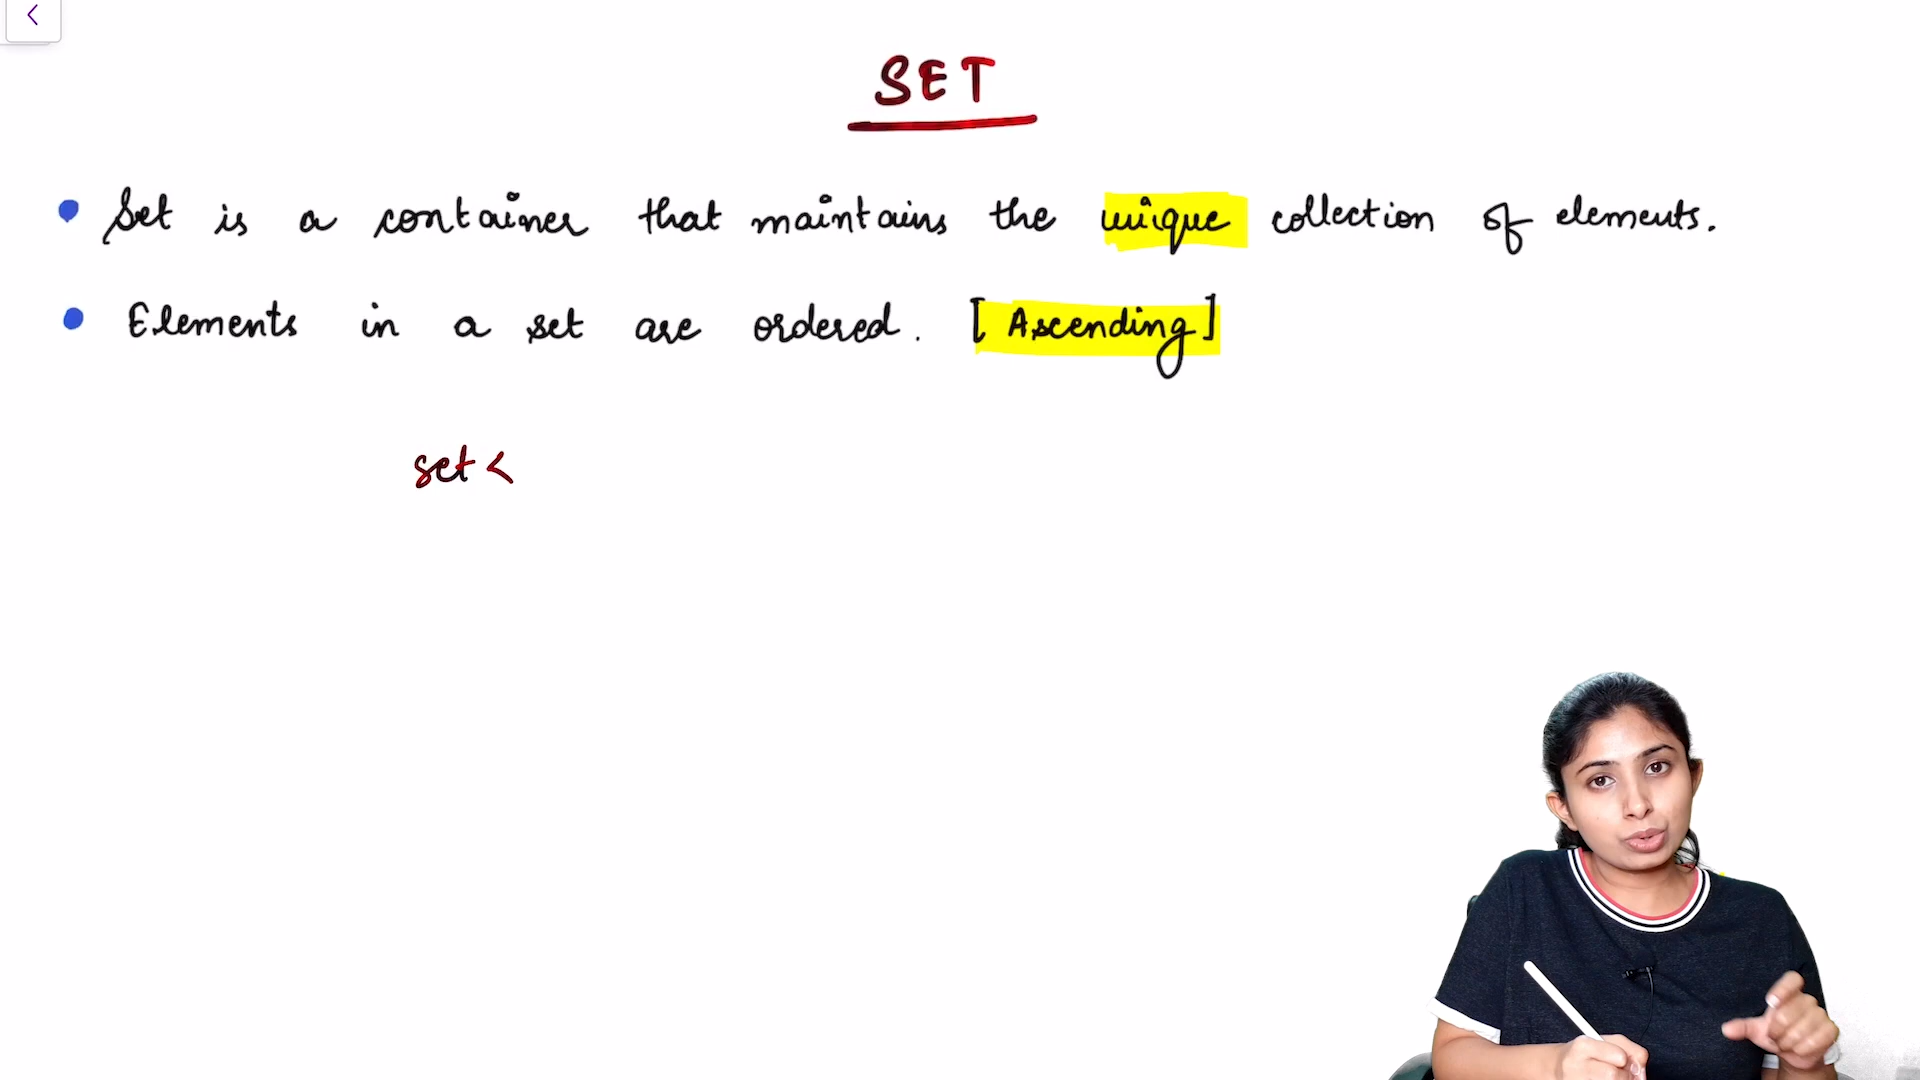 SET
Set is a container that maintains the unique collection of elements.
Elements in a set are ordered. [Ascending]
set <